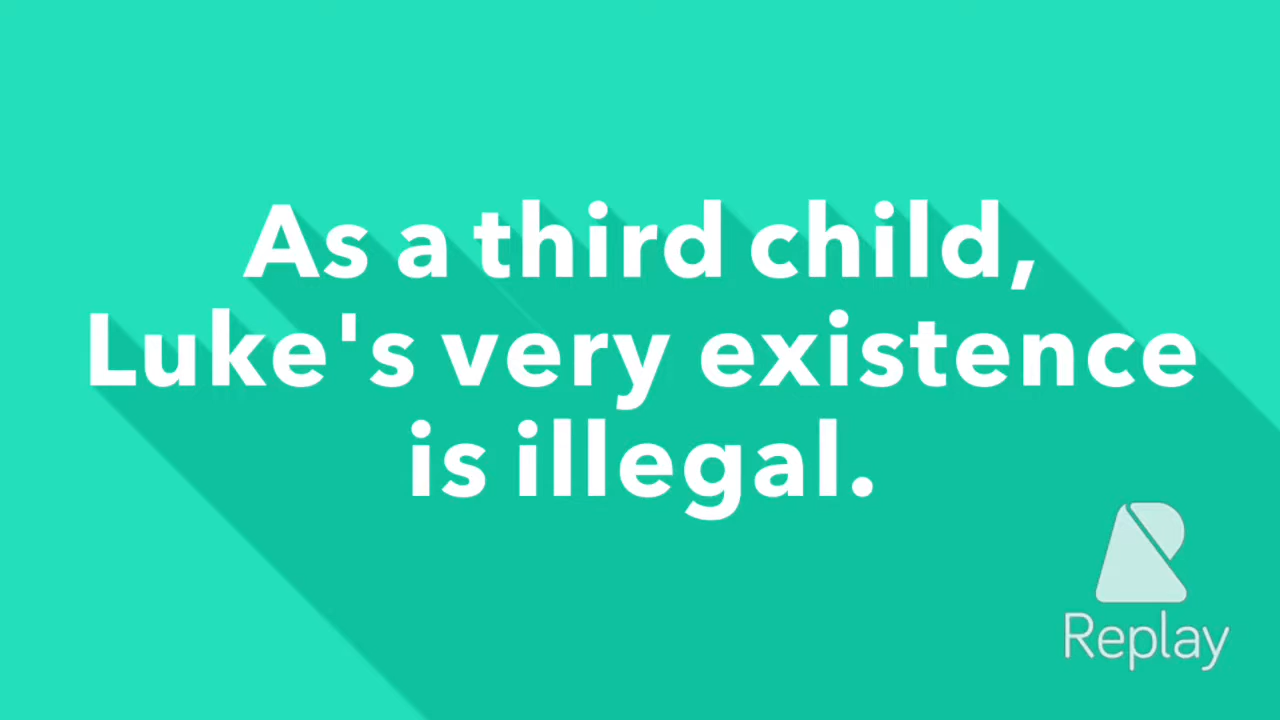 As a third child,
Luke's very existence
is illegal.
Replay